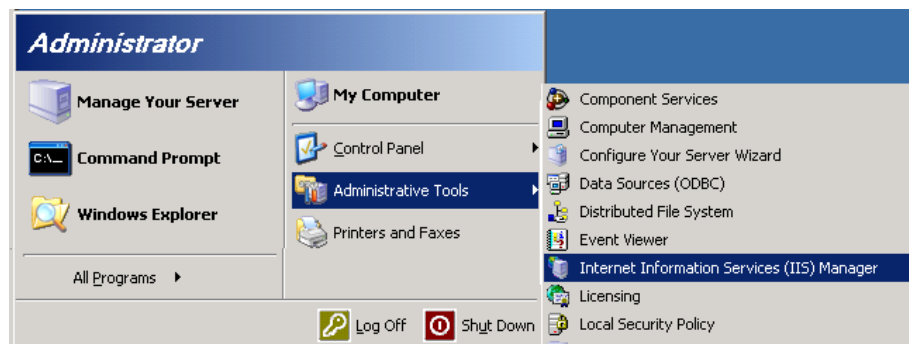 Administrator
Manage Your Server
C:\_
Command Prompt
Windows Explorer
All Programs
My Computer
Control Panel
Administrative Tools
Printers and Faxes
Log Off
Shut Down
Component Services
Computer Management
Configure Your Server Wizard
Data Sources (ODBC)
Distributed File System
Event Viewer
Internet Information Services (IIS) Manager
Licensing
Local Security Policy